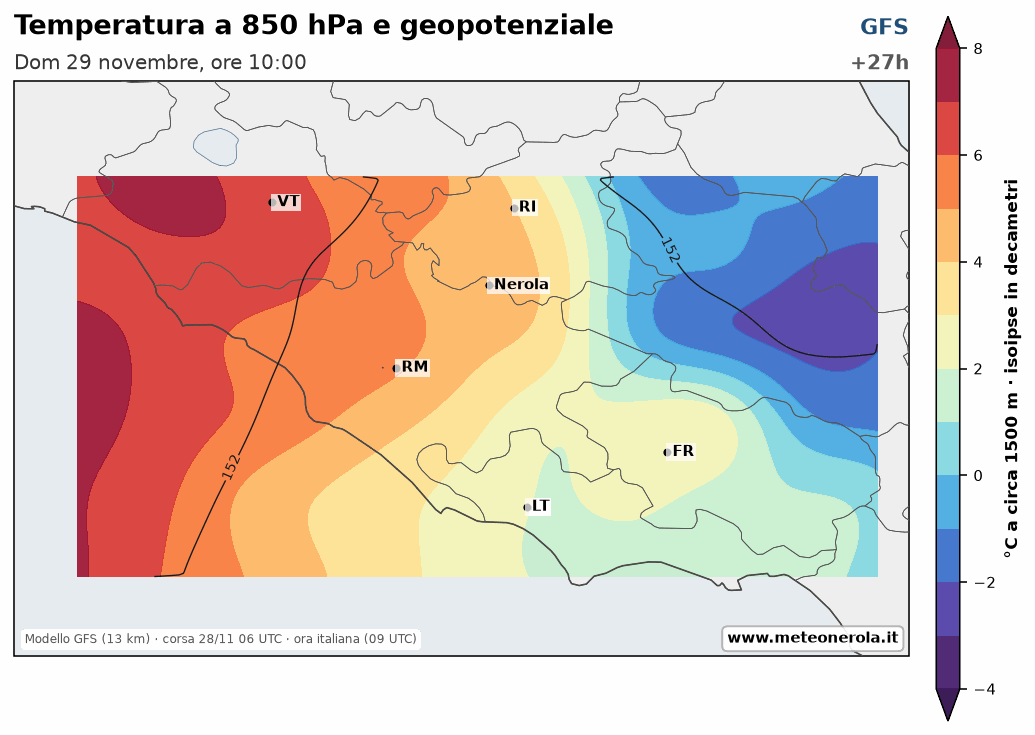 Temperatura a 850 hPa e geopotenziale
GFS
Dom 29 novembre, ore 10:00
+27h
8
6
4
2
0
−2
−4
°C a circa 1500 m · isoipse in decametri
VT
RI
152
Nerola
RM
FR
152
LT
Modello GFS (13 km) · corsa 28/11 06 UTC · ora italiana (09 UTC)
www.meteonerola.it